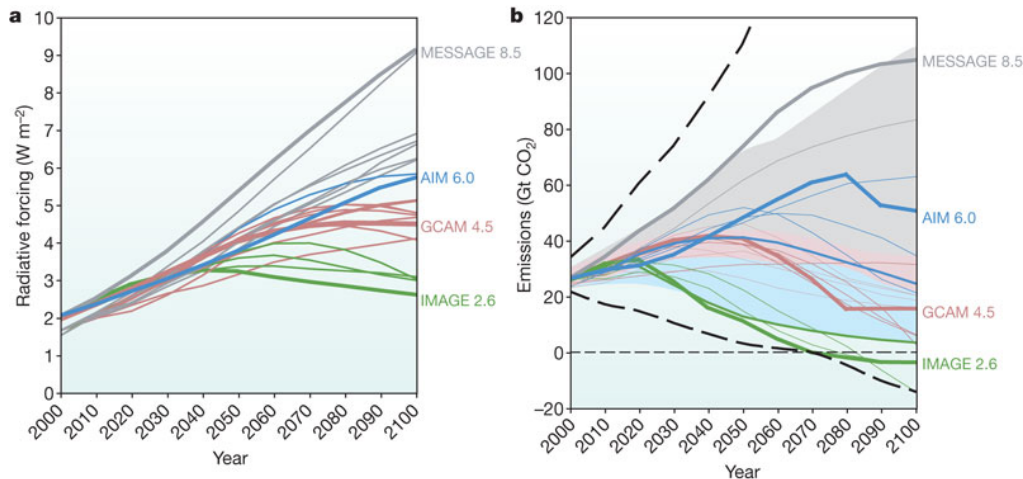 a
10
9
8
7
6
5
4
3
2
1
0
Radiative forcing (W m⁻²)
MESSAGE 8.5
AIM 6.0
GCAM 4.5
IMAGE 2.6
2000 2010 2020 2030 2040 2050 2060 2070 2080 2090 2100
Year
b
120
100
80
60
40
20
0
–20
Emissions (Gt CO₂)
MESSAGE 8.5
AIM 6.0
GCAM 4.5
IMAGE 2.6
2000 2010 2020 2030 2040 2050 2060 2070 2080 2090 2100
Year